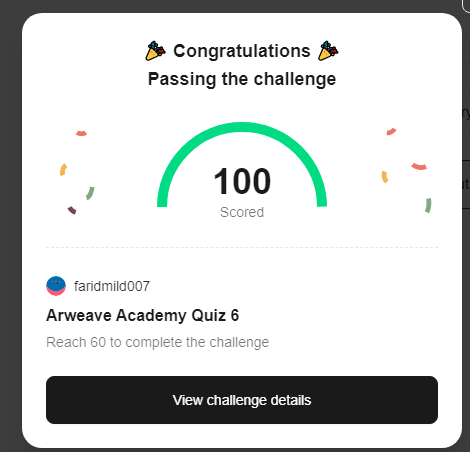 Congratulations
Passing the challenge
100
Scored
faridmild007
Arweave Academy Quiz 6
Reach 60 to complete the challenge
View challenge details